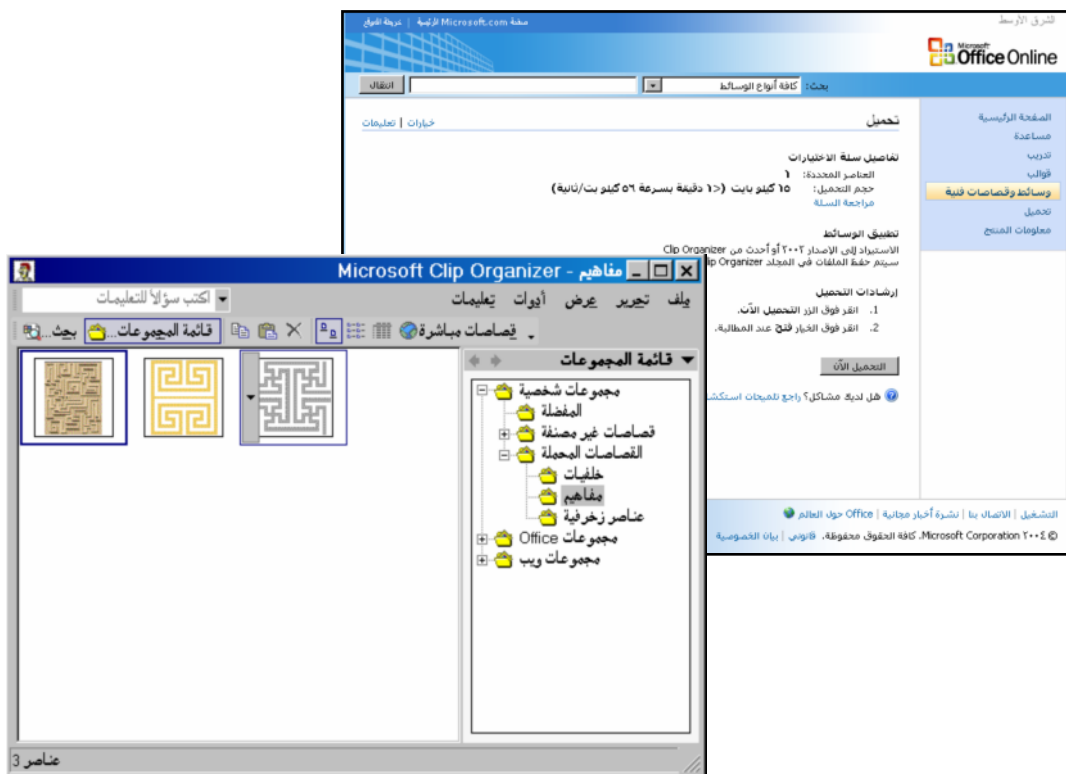 الشرق الأوسط
صفحة Microsoft.com الرئيسية | خريطة الموقع
Microsoft Office Online
بحث: كافة أنواع الوسائط
انتقال
الصفحة الرئيسية
مساعدة
تدريب
قوالب
وسائط وقصاصات فنية
تحميل
معلومات المنتج
تحميل
خيارات | تعليمات
تفاصيل سلة الاختيارات
العناصر المحددة: ١
حجم التحميل: ١٥ كيلو بايت (<١ دقيقة بسرعة ٥٦ كيلو بت/ثانية)
مراجعة السلة
تطبيق الوسائط
الاستيراد إلى الإصدار ٢٠٠٢ أو أحدث من Clip Organizer
سيتم حفظ الملفات في المجلد Clip Organizer
إرشادات التحميل
1. انقر فوق الزر التحميل الآن.
2. انقر فوق الخيار فتح عند المطالبة.
التحميل الآن
هل لديك مشاكل؟ راجع تلميحات
التشغيل | الاتصال بنا | نشرة أخبار مجانية | Office حول العالم
© ٢٠٠٤ Microsoft Corporation. كافة الحقوق محفوظة. قانوني | بيان الخصوصية
مفاهيم - Microsoft Clip Organizer
ملف تحرير عرض أدوات تعليمات
اكتب سؤالاً للتعليمات
قصاصات مباشرة
قائمة المجموعات...
بحث...
قائمة المجموعات
مجموعات شخصية
المفضلة
قصاصات غير مصنفة
القصاصات المحملة
خلفيات
مفاهيم
عناصر زخرفية
مجموعات Office
مجموعات ويب
عناصر 3